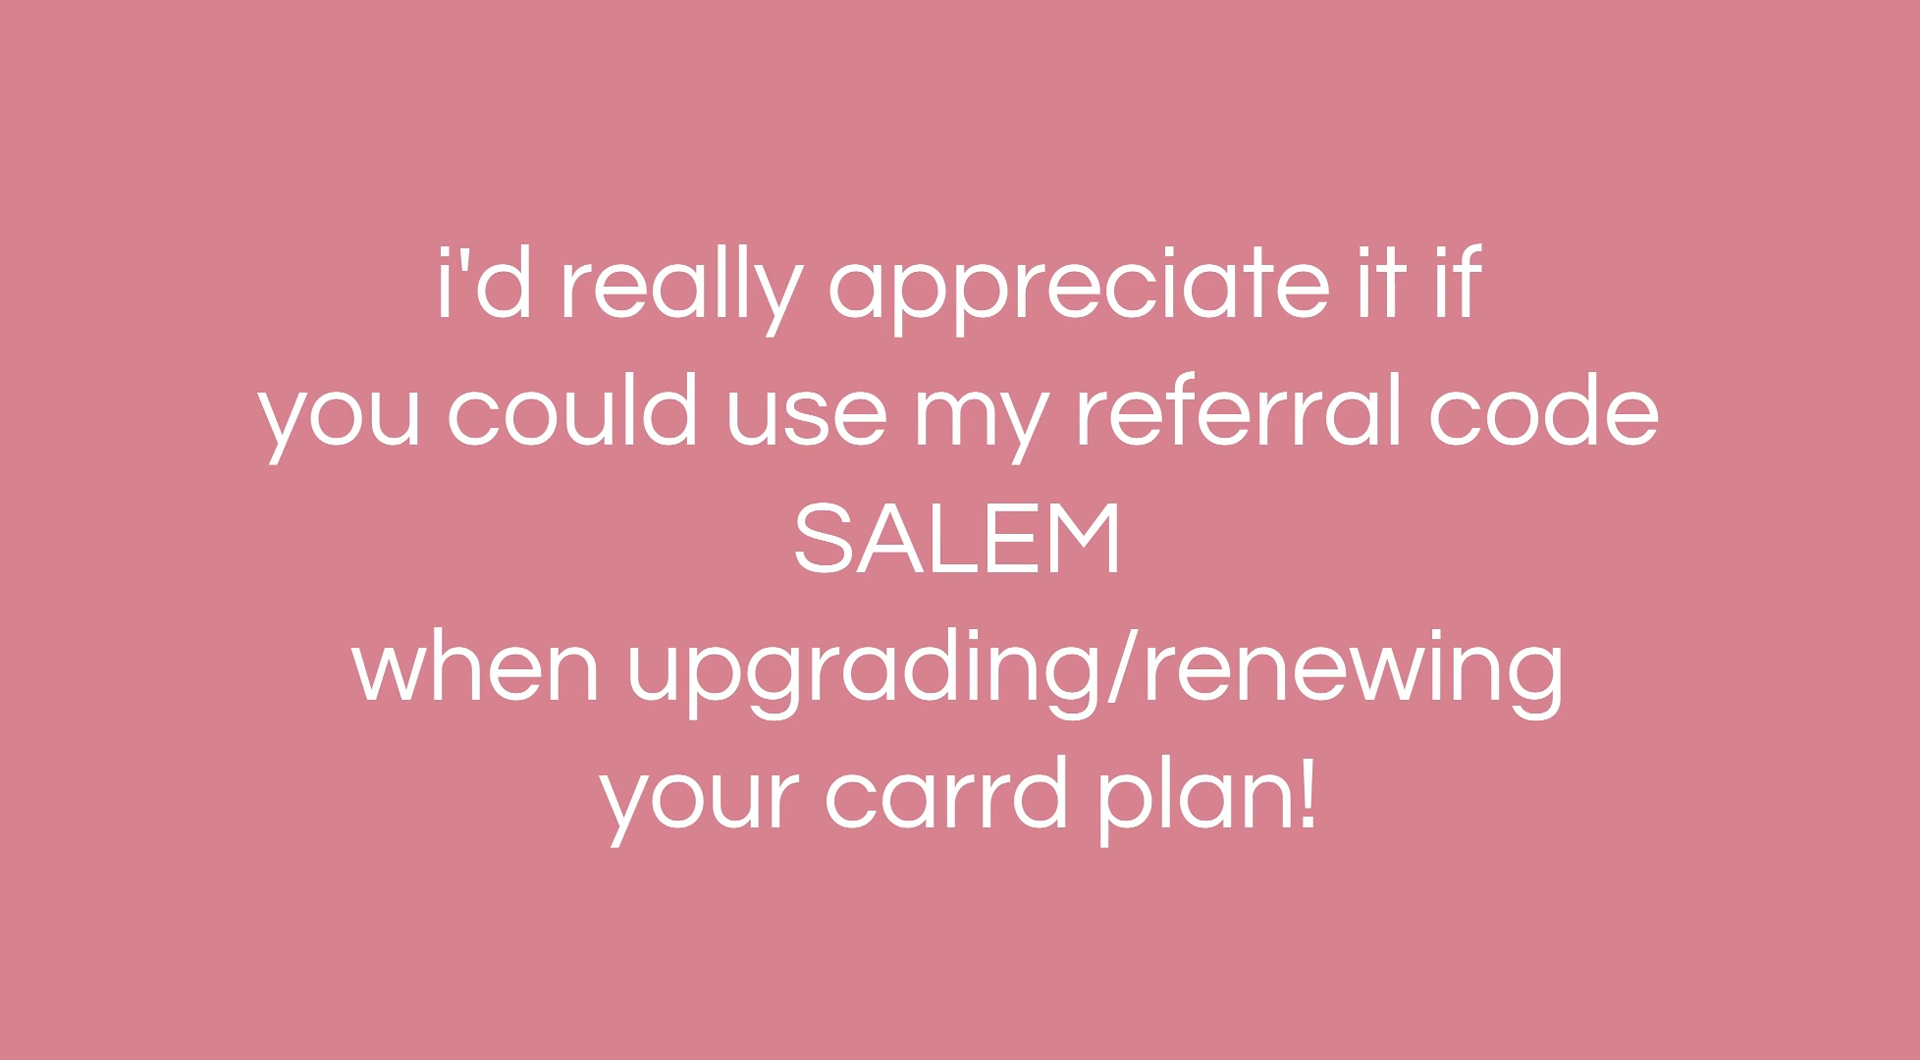 i'd really appreciate it if
you could use my referral code
SALEM
when upgrading/renewing
your carrd plan!